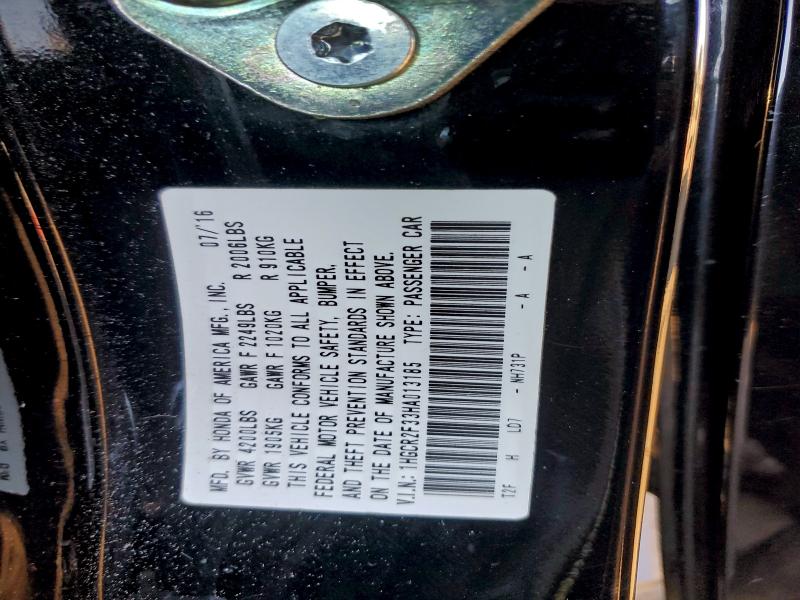 MFD. BY HONDA OF AMERICA MFG., INC. 07/'16
GVWR 4200LBS GAWR F 2249LBS R 2006LBS
GVWR 1905KG GAWR F 1020KG R 910KG
THIS VEHICLE CONFORMS TO ALL APPLICABLE
FEDERAL MOTOR VEHICLE SAFETY, BUMPER,
AND THEFT PREVENTION STANDARDS IN EFFECT
ON THE DATE OF MANUFACTURE SHOWN ABOVE.
V.I.N.: 1HGCR2F33HA013185 TYPE: PASSENGER CAR
T2F H LD7 - NH731P - A - A